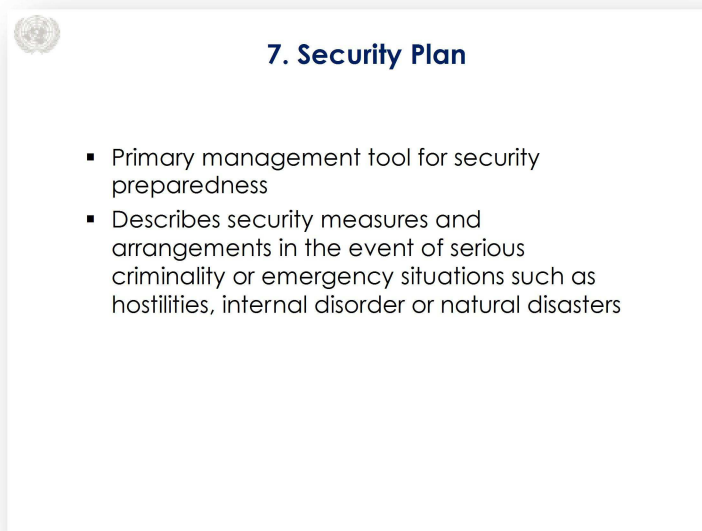 7. Security Plan
▪ Primary management tool for security
preparedness
▪ Describes security measures and
arrangements in the event of serious
criminality or emergency situations such as
hostilities, internal disorder or natural disasters